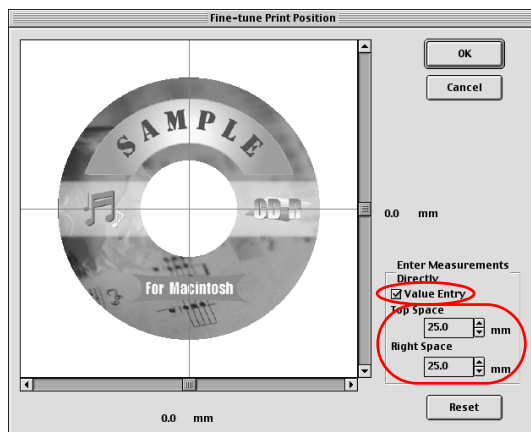 Fine-tune Print Position
OK
Cancel
SAMPLE
CD-R
For Macintosh
0.0 mm
Enter Measurements
Directly
Value Entry
Top Space
25.0 mm
Right Space
25.0 mm
Reset
0.0 mm